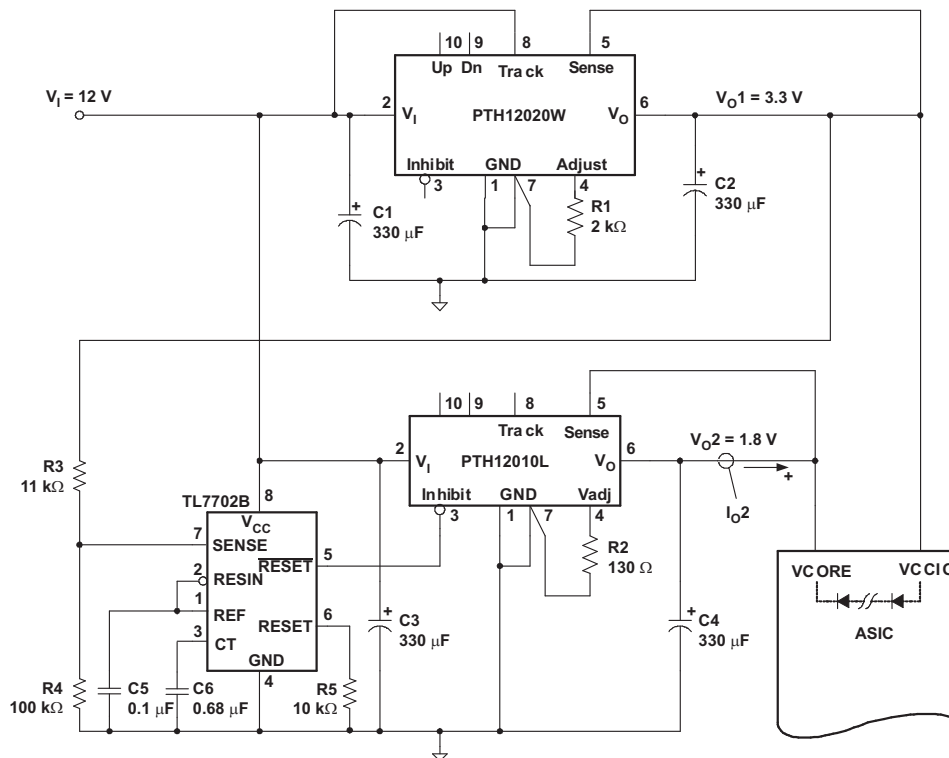 10 9 8 5
Up Dn Track Sense
V_I = 12 V
2 V_I PTH12020W V_O 6
V_O1 = 3.3 V
Inhibit GND Adjust
3 1 7 4
+ C1
330 μF
R1
2 kΩ
+ C2
330 μF
10 9 8 5
Track Sense
2 V_I PTH12010L V_O 6
V_O2 = 1.8 V
+
I_O2
Inhibit GND Vadj
3 1 7 4
R2
130 Ω
R3
11 kΩ
TL7702B
8
V_CC
7 SENSE
RESET 5
2 RESIN
1 REF
RESET 6
3 CT
GND
4
R4
100 kΩ
C5
0.1 μF
C6
0.68 μF
R5
10 kΩ
+ C3
330 μF
+ C4
330 μF
VCORE VCCIO
ASIC